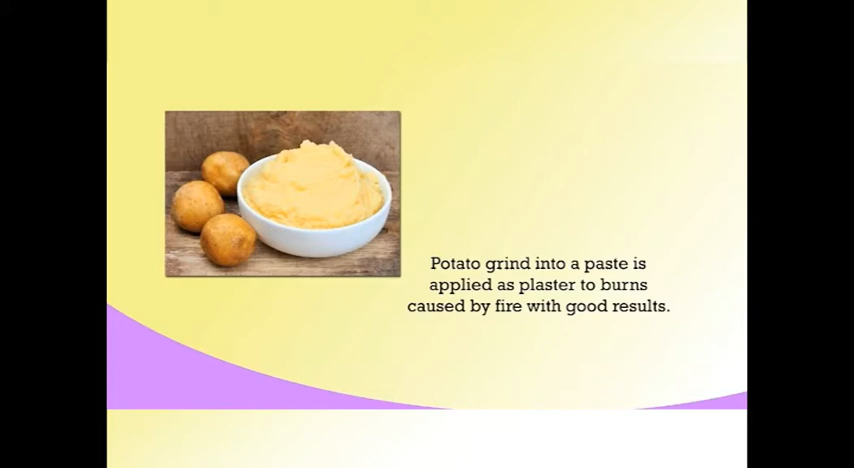 Potato grind into a paste is
applied as plaster to burns
caused by fire with good results.